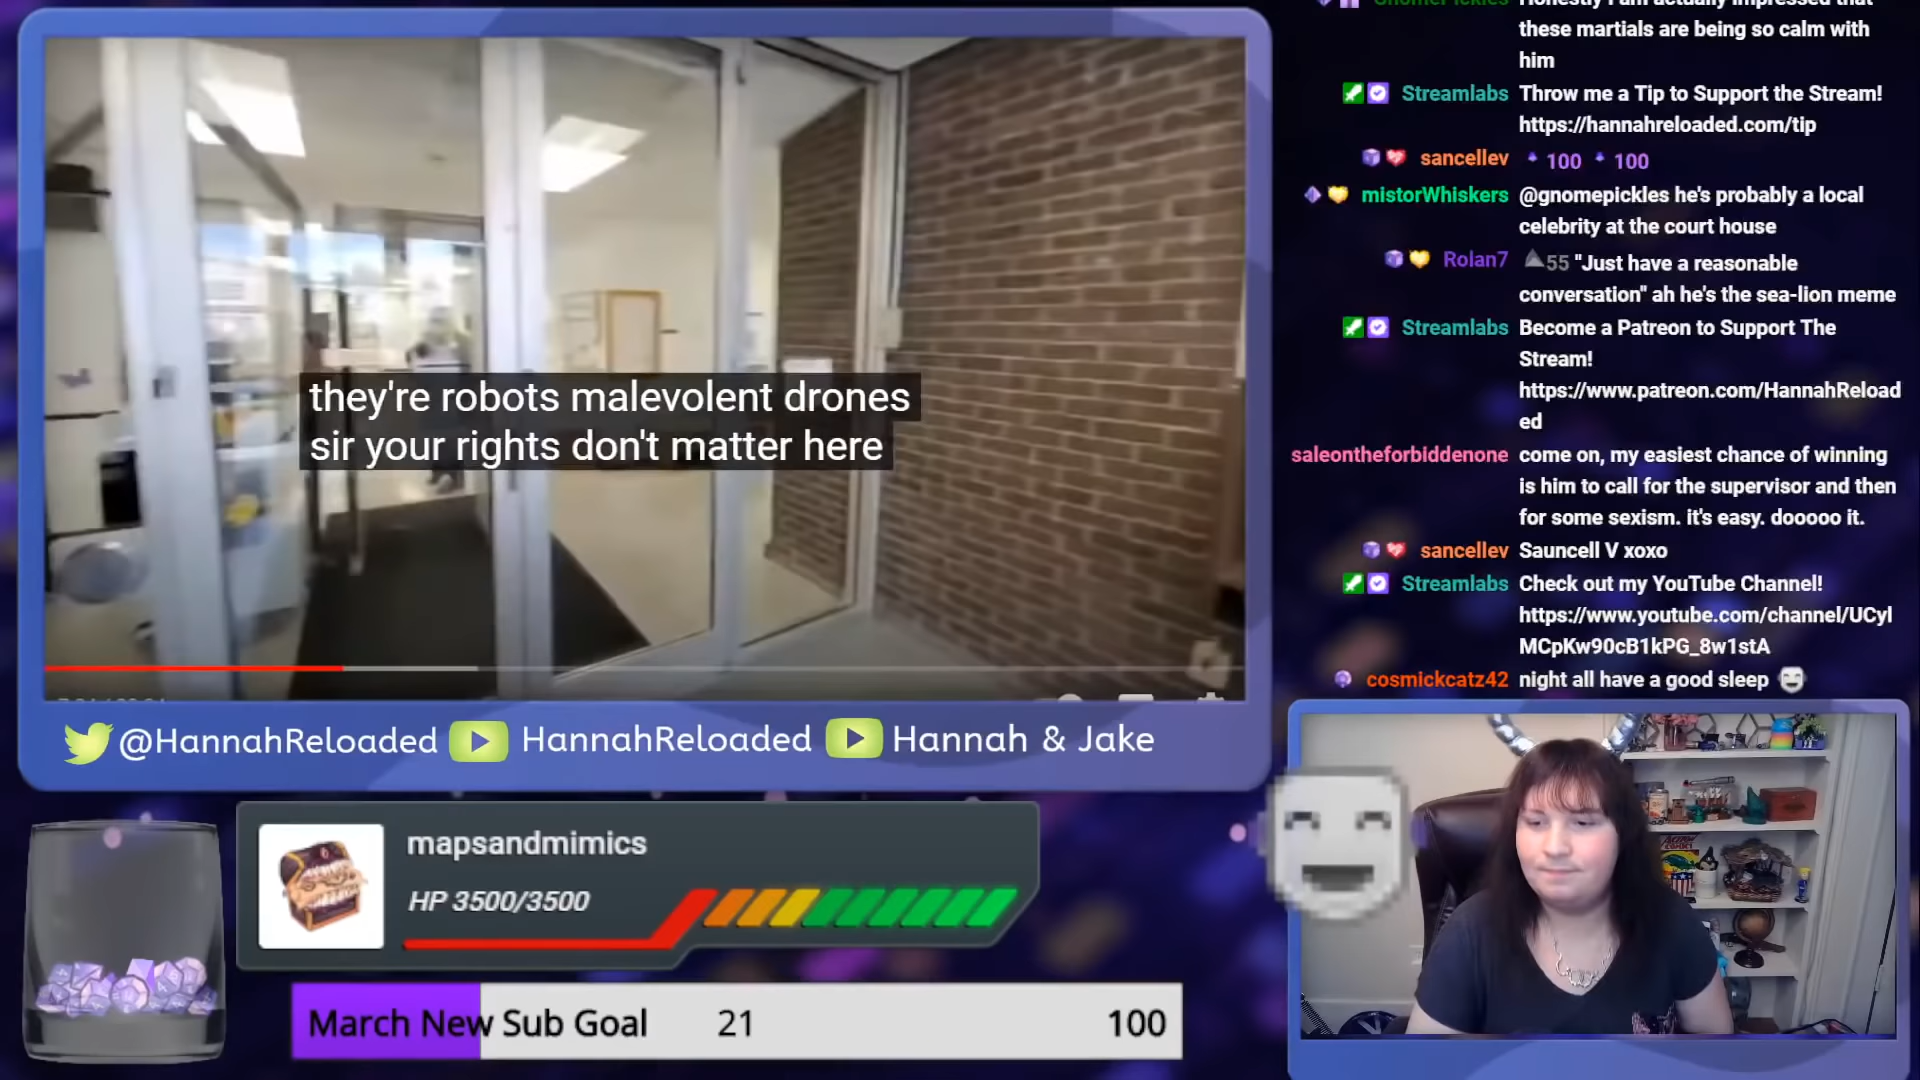 they're robots malevolent drones
sir your rights don't matter here
@HannahReloaded HannahReloaded Hannah & Jake
mapsandmimics
HP 3500/3500
March New Sub Goal 21 100
these martials are being so calm with
him
Streamlabs Throw me a Tip to Support the Stream!
https://hannahreloaded.com/tip
sancellev 100 100
mistorWhiskers @gnomepickles he's probably a local
celebrity at the court house
Rolan7 55 "Just have a reasonable
conversation" ah he's the sea-lion meme
Streamlabs Become a Patreon to Support The
Stream!
https://www.patreon.com/HannahReload
ed
saleontheforbiddenone come on, my easiest chance of winning
is him to call for the supervisor and then
for some sexism. it's easy. dooooo it.
sancellev Sauncell V xoxo
Streamlabs Check out my YouTube Channel!
https://www.youtube.com/channel/UCyl
MCpKw90cB1kPG_8w1stA
cosmickcatz42 night all have a good sleep